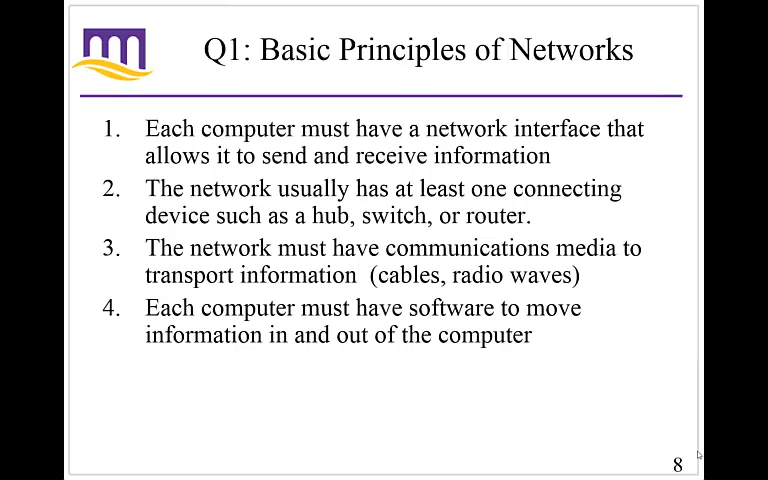 Q1: Basic Principles of Networks
1. Each computer must have a network interface that
allows it to send and receive information
2. The network usually has at least one connecting
device such as a hub, switch, or router.
3. The network must have communications media to
transport information  (cables, radio waves)
4. Each computer must have software to move
information in and out of the computer
8